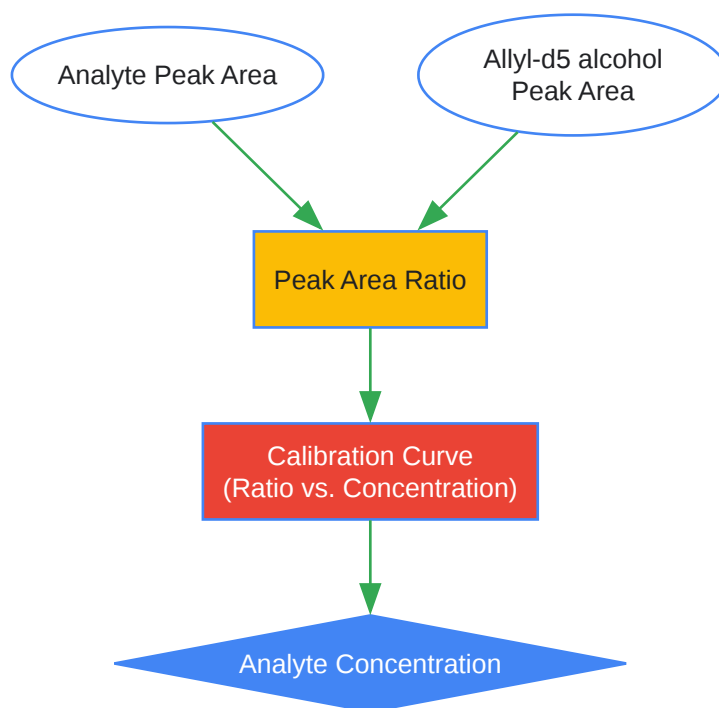 Analyte Peak Area
Allyl-d5 alcohol
Peak Area
Peak Area Ratio
Calibration Curve
(Ratio vs. Concentration)
Analyte Concentration